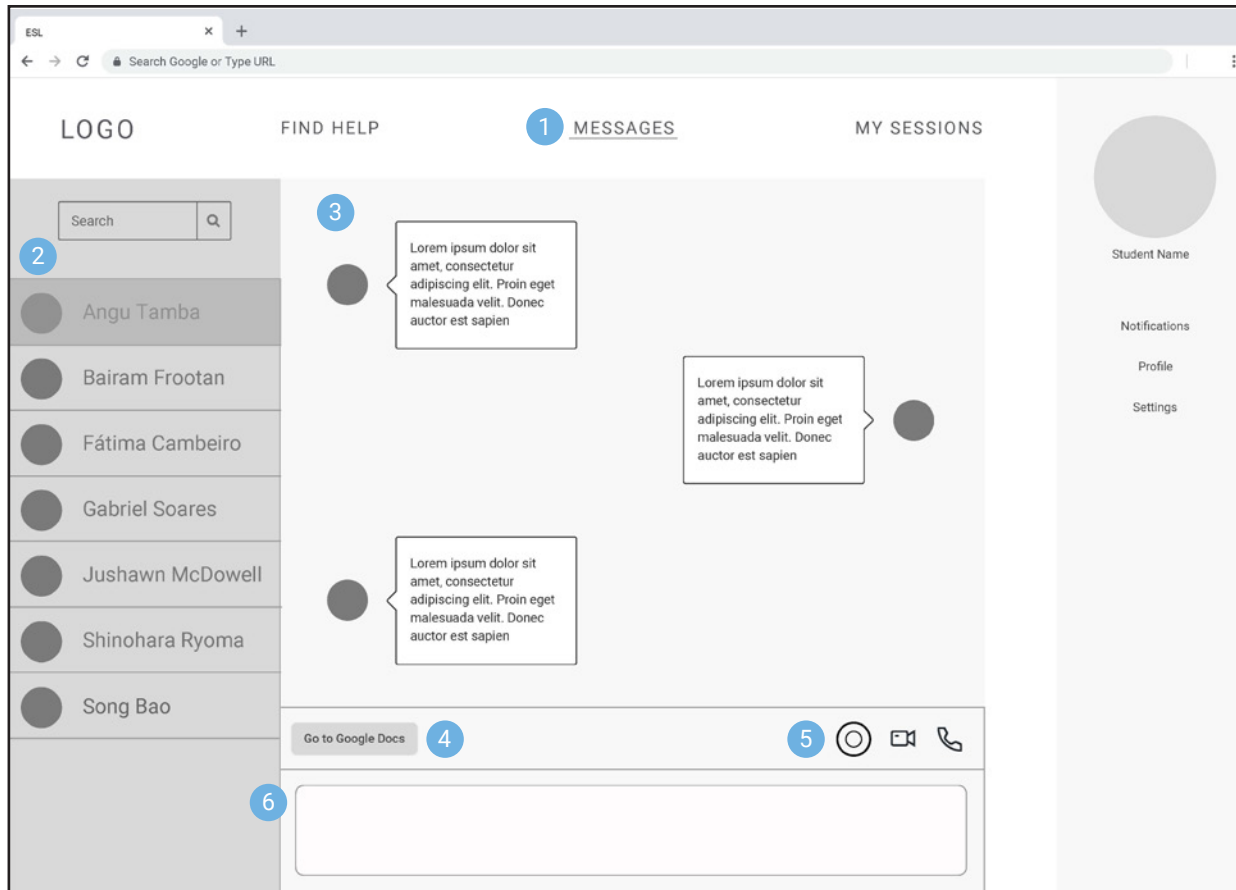 ESL
Search Google or Type URL
LOGO
FIND HELP
1
MESSAGES
MY SESSIONS
Search
2
Angu Tamba
Bairam Frootan
Fátima Cambeiro
Gabriel Soares
Jushawn McDowell
Shinohara Ryoma
Song Bao
3
Lorem ipsum dolor sit
amet, consectetur
adipiscing elit. Proin eget
malesuada velit. Donec
auctor est sapien
Lorem ipsum dolor sit
amet, consectetur
adipiscing elit. Proin eget
malesuada velit. Donec
auctor est sapien
Lorem ipsum dolor sit
amet, consectetur
adipiscing elit. Proin eget
malesuada velit. Donec
auctor est sapien
Go to Google Docs
4
5
6
Student Name
Notifications
Profile
Settings